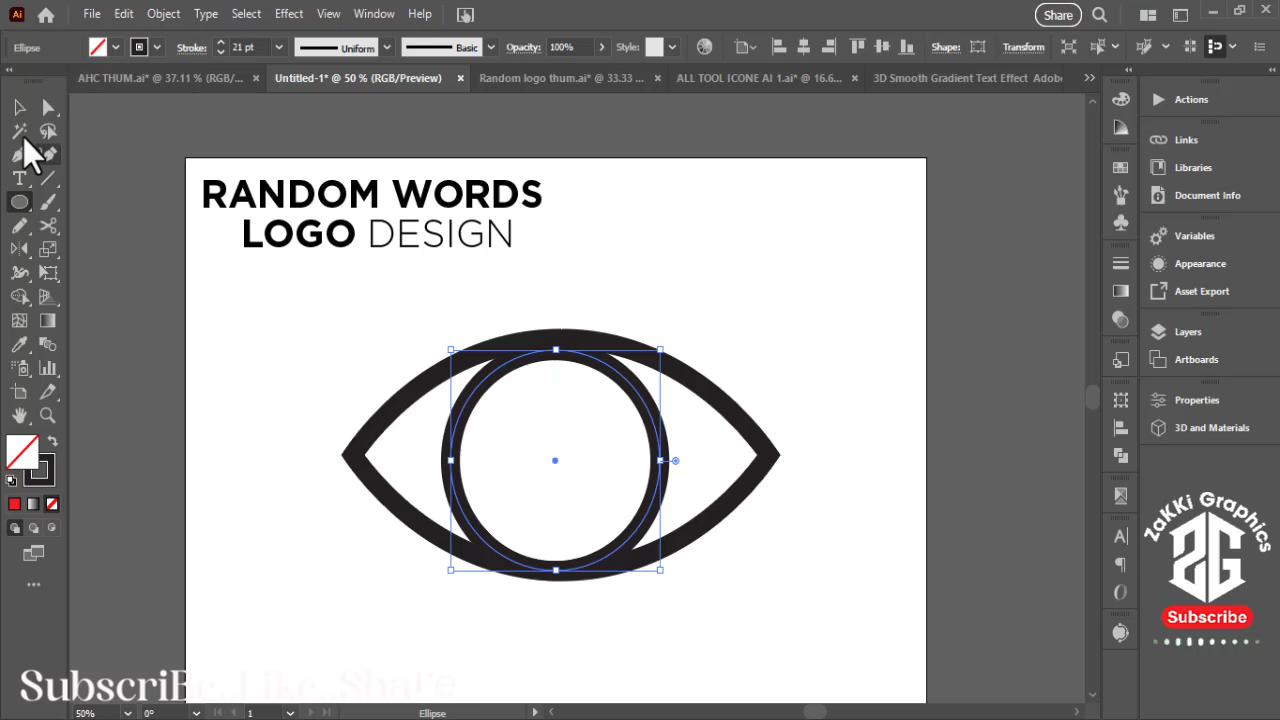 Ai File Edit Object Type Select Effect View Window Help Share
Ellipse Stroke: 21 pt Uniform Basic Opacity: 100% Style: Shape: Transform
AHC THUM.ai* @ 37.11 % (RGB/... Untitled-1* @ 50 % (RGB/Preview) Random logo thum.ai* @ 33.33 ... ALL TOOL ICONE AI 1.ai* @ 16.6... 3D Smooth Gradient Text Effect Adob
Actions
Links
Libraries
Document Info
Variables
Appearance
Asset Export
Layers
Artboards
Properties
3D and Materials
RANDOM WORDS
LOGO DESIGN
ZaKKi Graphics
Subscribe
SubscriBe..Like..Share
50% 0° 1 Ellipse